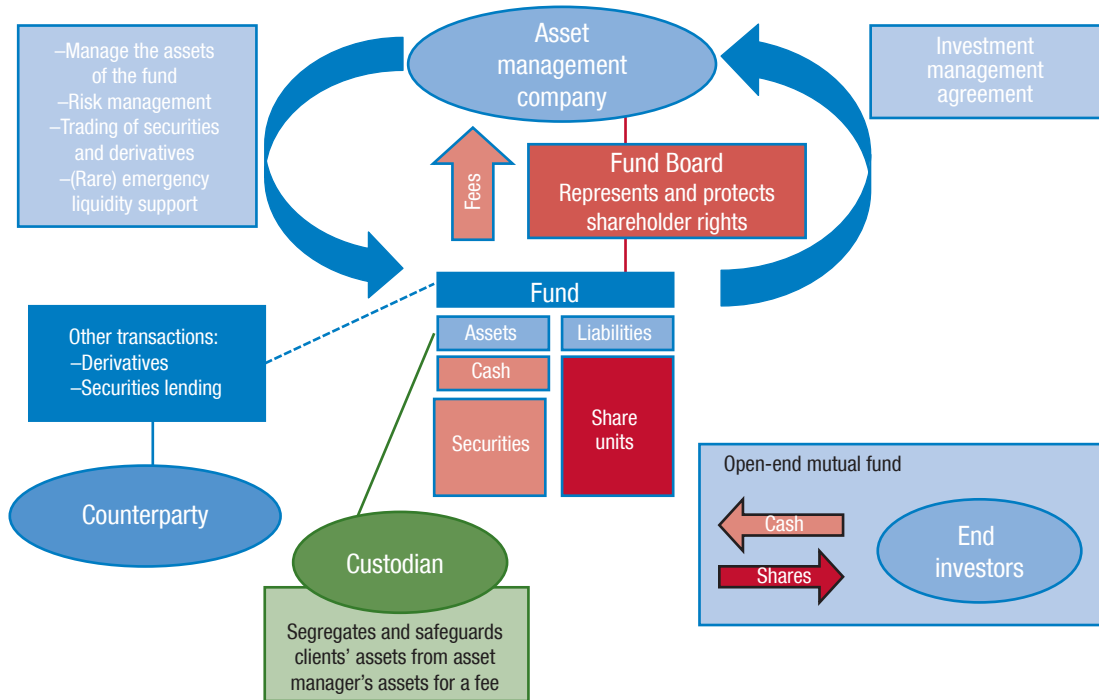 –Manage the assets
of the fund
–Risk management
–Trading of securities
and derivatives
–(Rare) emergency
liquidity support
Asset
management
company
Investment
management
agreement
Fees
Fund Board
Represents and protects
shareholder rights
Fund
Assets
Liabilities
Cash
Securities
Share
units
Other transactions:
–Derivatives
–Securities lending
Counterparty
Custodian
Segregates and safeguards
clients’ assets from asset
manager’s assets for a fee
Open-end mutual fund
Cash
Shares
End
investors